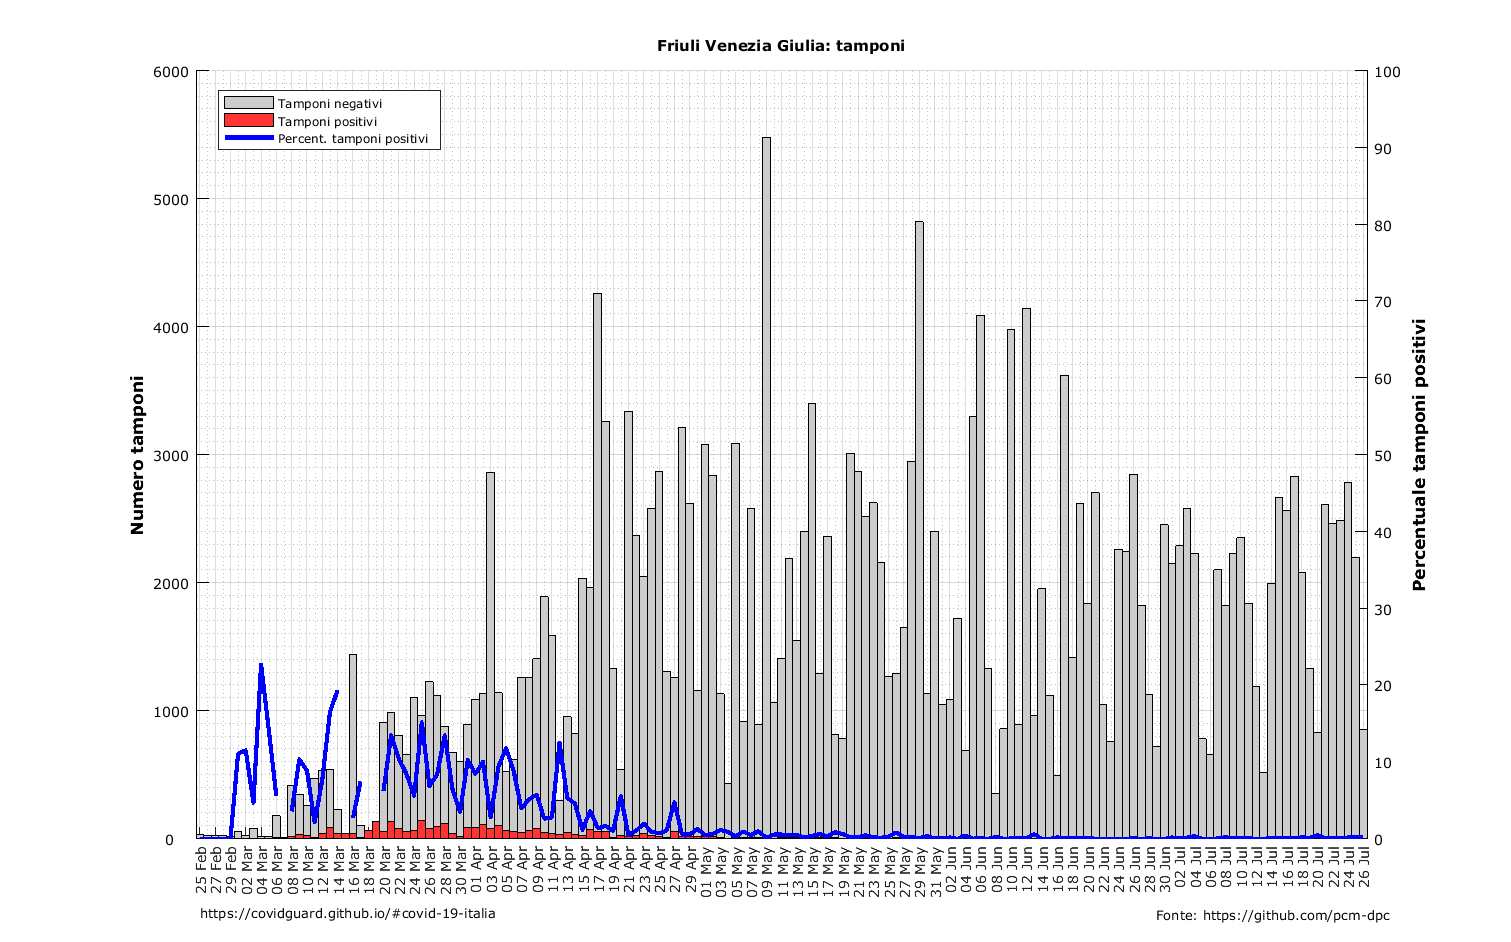 Friuli Venezia Giulia: tamponi
Tamponi negativi
Tamponi positivi
Percent. tamponi positivi
Numero tamponi
6000
5000
4000
3000
2000
1000
0
100
90
80
70
60
50
40
30
20
10
0
Percentuale tamponi positivi
25 Feb
27 Feb
29 Feb
02 Mar
04 Mar
06 Mar
08 Mar
10 Mar
12 Mar
14 Mar
16 Mar
18 Mar
20 Mar
22 Mar
24 Mar
26 Mar
28 Mar
30 Mar
01 Apr
03 Apr
05 Apr
07 Apr
09 Apr
11 Apr
13 Apr
15 Apr
17 Apr
19 Apr
21 Apr
23 Apr
25 Apr
27 Apr
29 Apr
01 May
03 May
05 May
07 May
09 May
11 May
13 May
15 May
17 May
19 May
21 May
23 May
25 May
27 May
29 May
31 May
02 Jun
04 Jun
06 Jun
08 Jun
10 Jun
12 Jun
14 Jun
16 Jun
18 Jun
20 Jun
22 Jun
24 Jun
26 Jun
28 Jun
30 Jun
02 Jul
04 Jul
06 Jul
08 Jul
10 Jul
12 Jul
14 Jul
16 Jul
18 Jul
20 Jul
22 Jul
24 Jul
26 Jul
https://covidguard.github.io/#covid-19-italia
Fonte: https://github.com/pcm-dpc